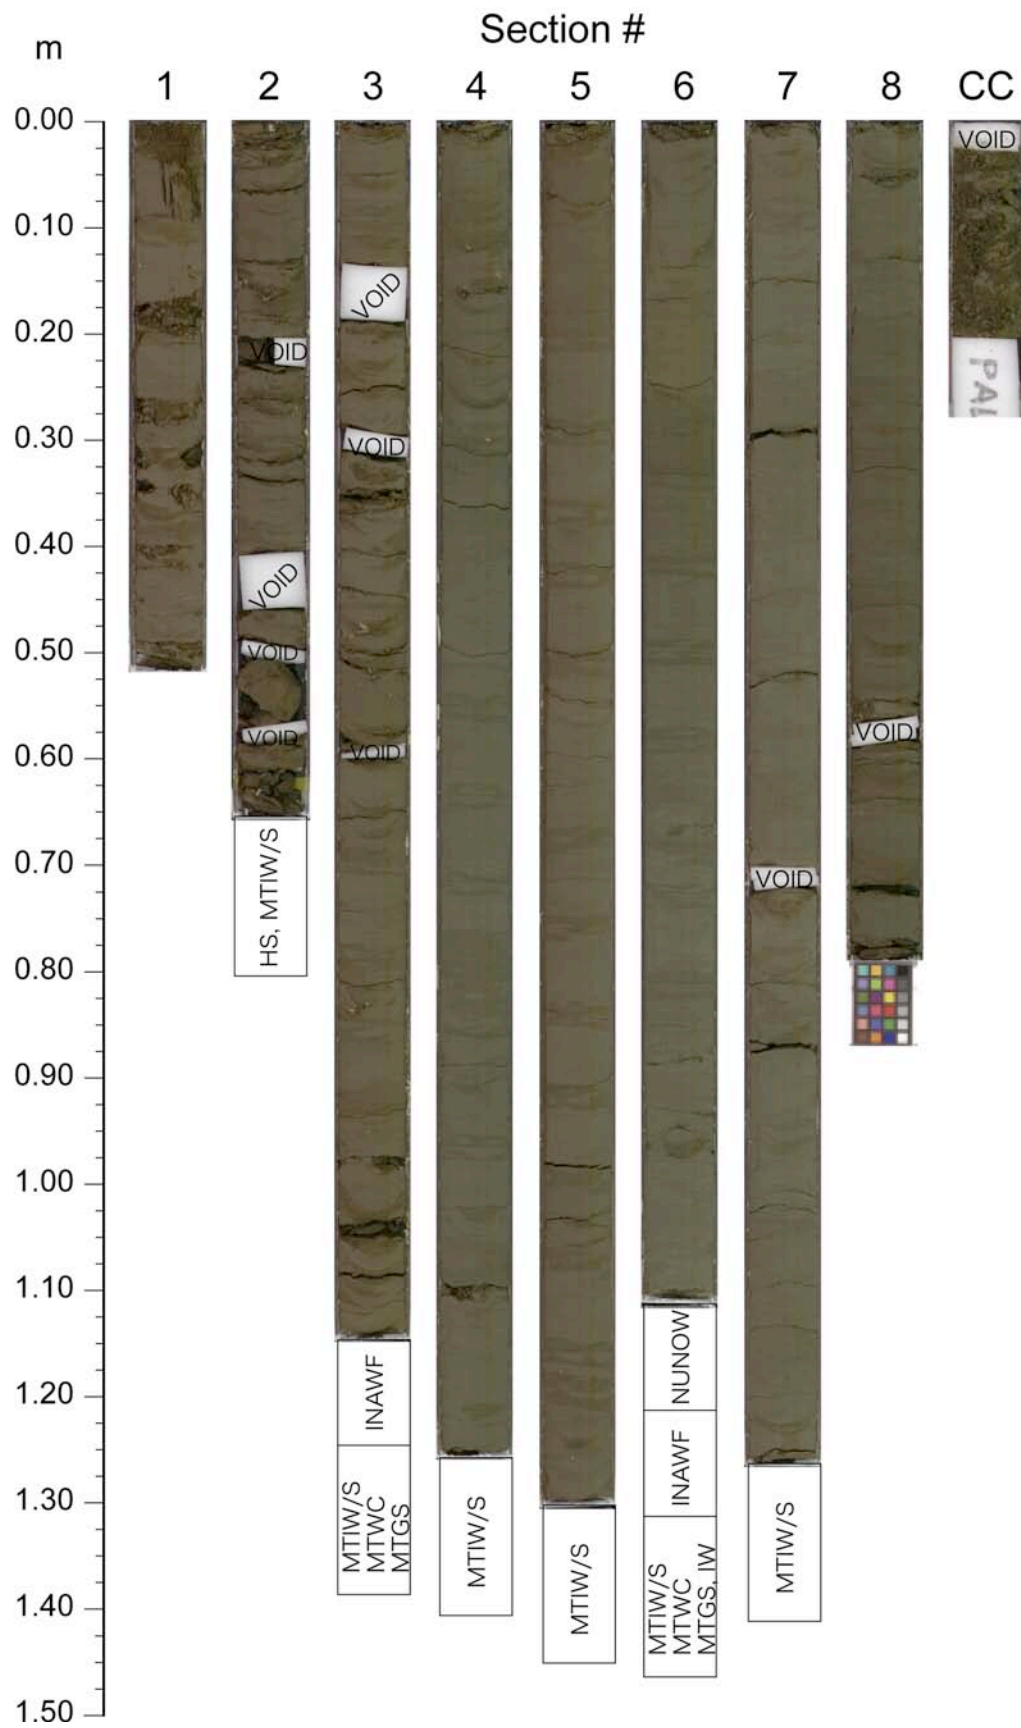 Section #
m
1 2 3 4 5 6 7 8 CC
0.00
0.10
0.20
0.30
0.40
0.50
0.60
0.70
0.80
0.90
1.00
1.10
1.20
1.30
1.40
1.50
VOID
VOID
VOID
VOID
HS, MTIW/S
VOID
VOID
VOID
INAWF
MTIW/S
MTWC
MTGS
MTIW/S
MTIW/S
NUNOW
INAWF
MTIW/S
MTWC
MTGS, IW
VOID
MTIW/S
VOID
VOID
PAL